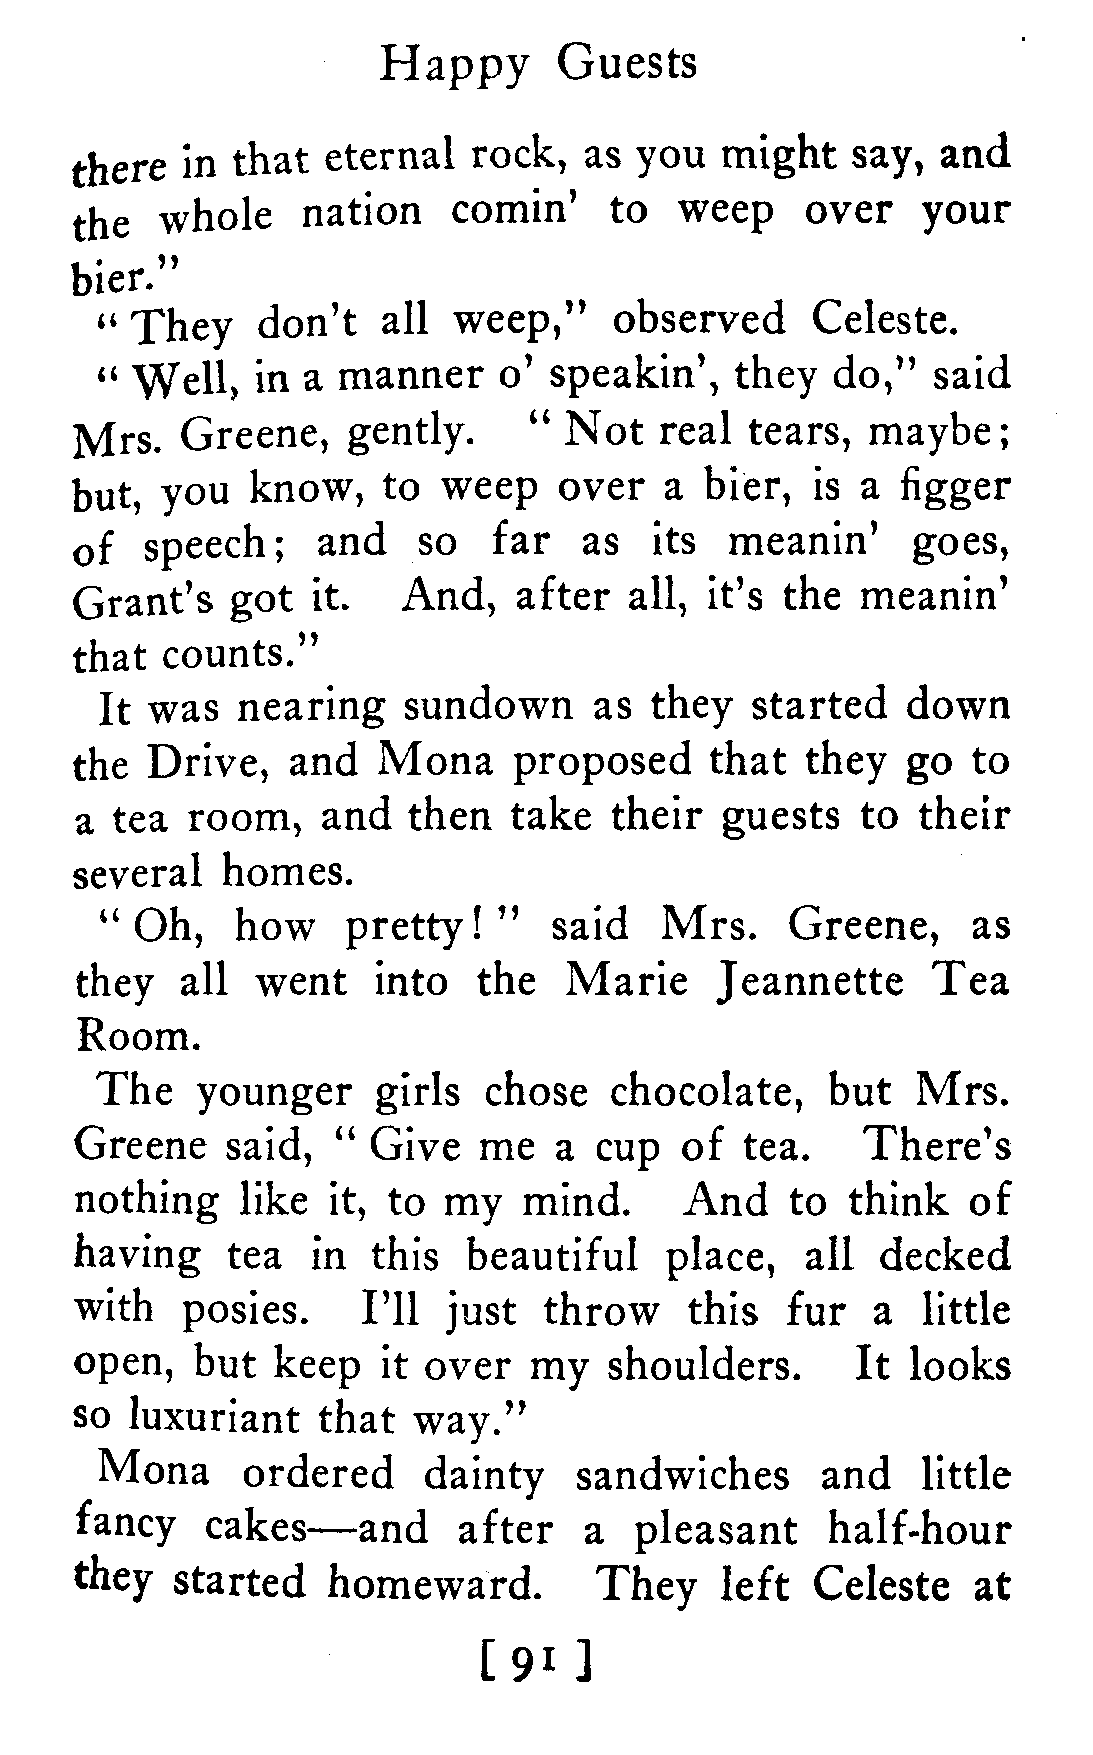 Happy Guests
there in that eternal rock, as you might say, and
the whole nation comin' to weep over your
bier."
"They don't all weep," observed Celeste.
"Well, in a manner o' speakin', they do," said
Mrs. Greene, gently. "Not real tears, maybe;
but, you know, to weep over a bier, is a figger
of speech; and so far as its meanin' goes,
Grant's got it. And, after all, it's the meanin'
that counts."
It was nearing sundown as they started down
the Drive, and Mona proposed that they go to
a tea room, and then take their guests to their
several homes.
"Oh, how pretty!" said Mrs. Greene, as
they all went into the Marie Jeannette Tea
Room.
The younger girls chose chocolate, but Mrs.
Greene said, "Give me a cup of tea. There's
nothing like it, to my mind. And to think of
having tea in this beautiful place, all decked
with posies. I'll just throw this fur a little
open, but keep it over my shoulders. It looks
so luxuriant that way."
Mona ordered dainty sandwiches and little
fancy cakes—and after a pleasant half-hour
they started homeward. They left Celeste at
[ 91 ]